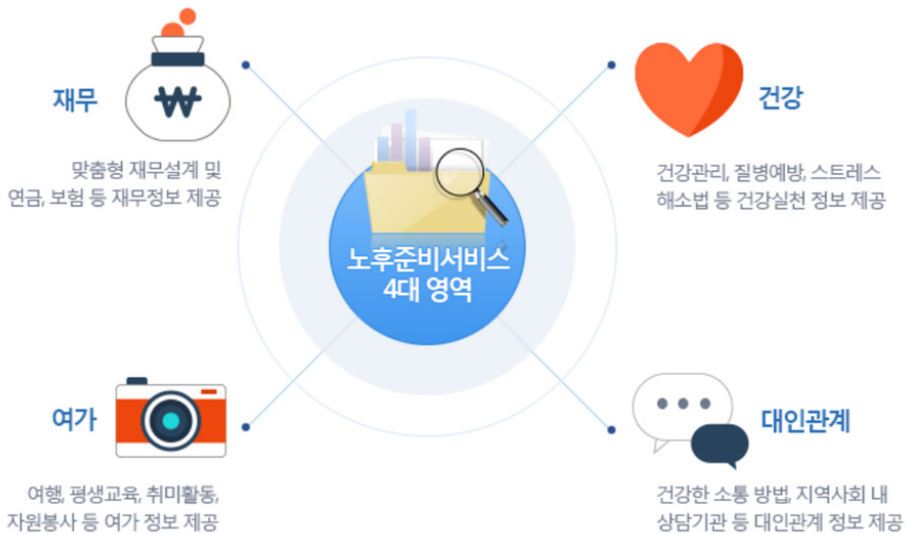 재무
맞춤형 재무설계 및
연금, 보험 등 재무정보 제공
건강
건강관리, 질병예방, 스트레스
해소법 등 건강실천 정보 제공
노후준비서비스
4대 영역
여가
여행, 평생교육, 취미활동,
자원봉사 등 여가 정보 제공
대인관계
건강한 소통 방법, 지역사회 내
상담기관 등 대인관계 정보 제공